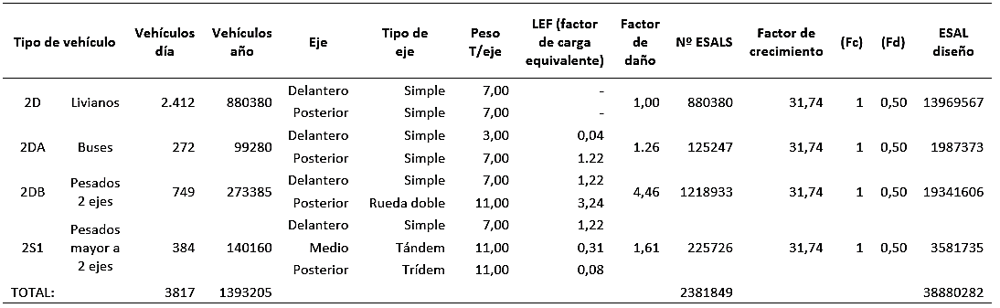 Tipo de vehículo Vehículos día Vehículos año Eje Tipo de eje Peso T/eje LEF (factor de carga equivalente) Factor de daño Nº ESALS Factor de crecimiento (Fc) (Fd) ESAL diseño
2D Livianos 2.412 880380 Delantero Simple 7,00 - 1,00 880380 31,74 1 0,50 13969567
Posterior Simple 7,00 -
2DA Buses 272 99280 Delantero Simple 3,00 0,04 1.26 125247 31,74 1 0,50 1987373
Posterior Simple 7,00 1.22
2DB Pesados 2 ejes 749 273385 Delantero Simple 7,00 1,22 4,46 1218933 31,74 1 0,50 19341606
Posterior Rueda doble 11,00 3,24
2S1 Pesados mayor a 2 ejes 384 140160 Delantero Simple 7,00 1,22 1,61 225726 31,74 1 0,50 3581735
Medio Tándem 11,00 0,31
Posterior Trídem 11,00 0,08
TOTAL: 3817 1393205 2381849 38880282